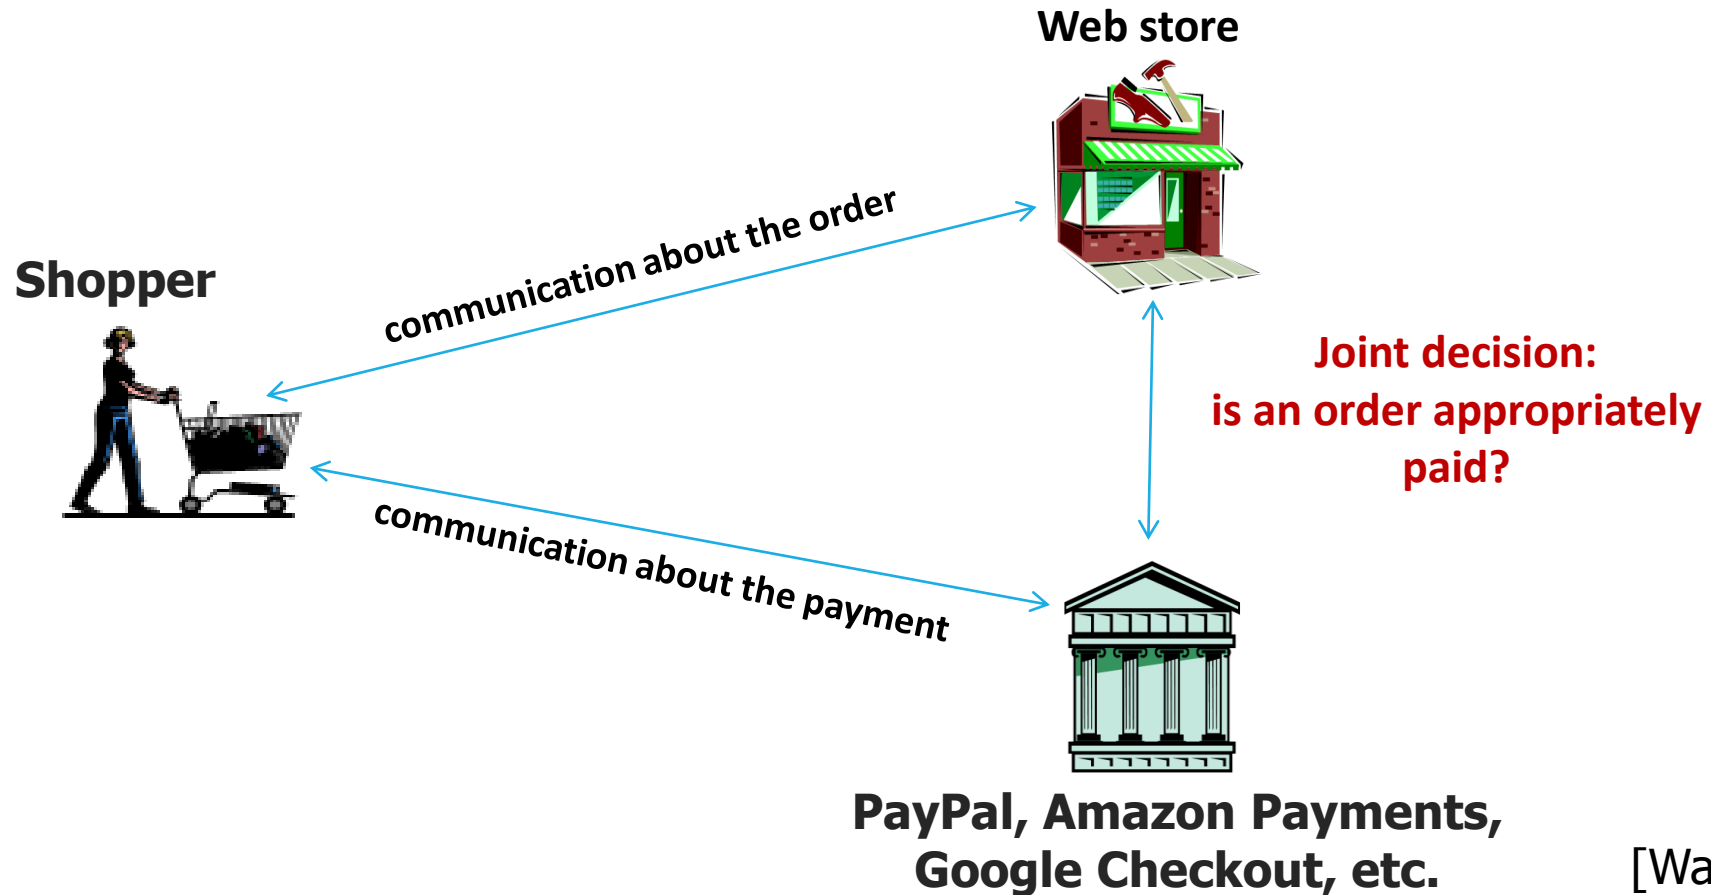 Web store
communication about the order
Shopper
Joint decision:
is an order appropriately
paid?
communication about the payment
PayPal, Amazon Payments,
Google Checkout, etc.
[Wa